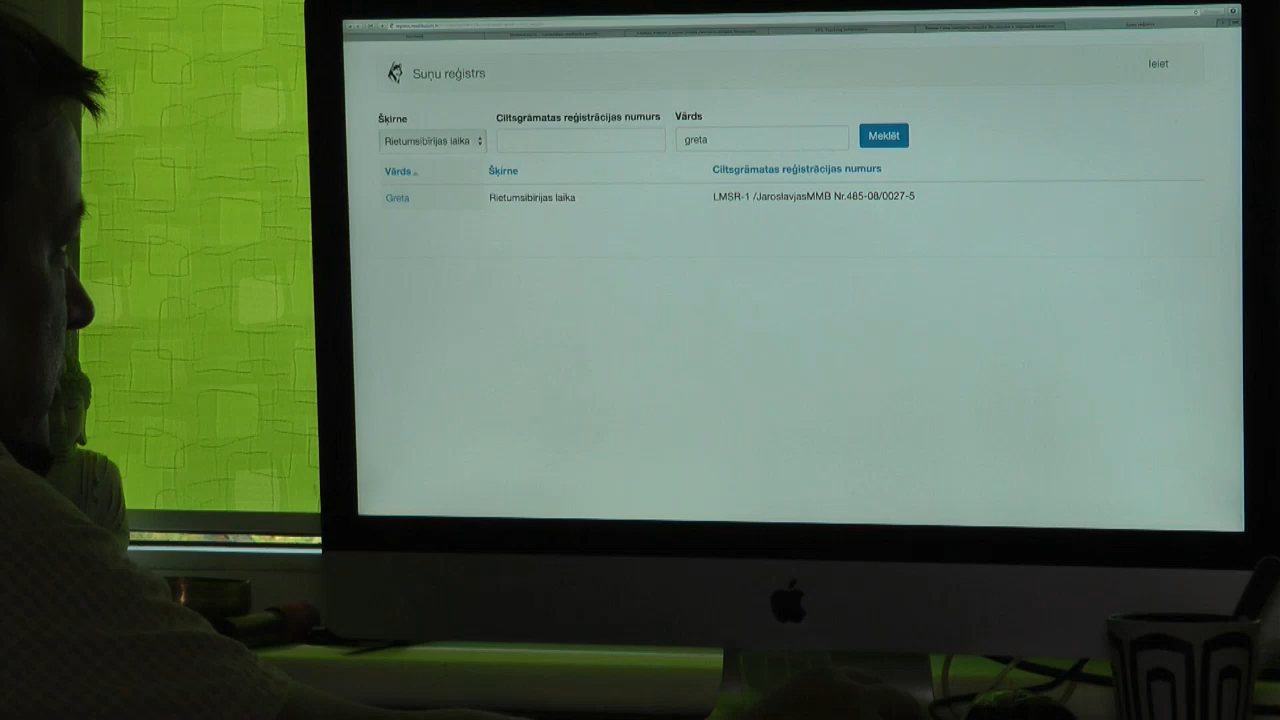 Suņu reģistrs
Ieiet
Šķirne
Ciltsgrāmatas reģistrācijas numurs
Vārds
Rietumsibīrijas laika
greta
Meklēt
Vārds
Šķirne
Ciltsgrāmatas reģistrācijas numurs
Greta
Rietumsibīrijas laika
LMSR-1 /JaroslavjasMMB Nr.485-08/0027-5